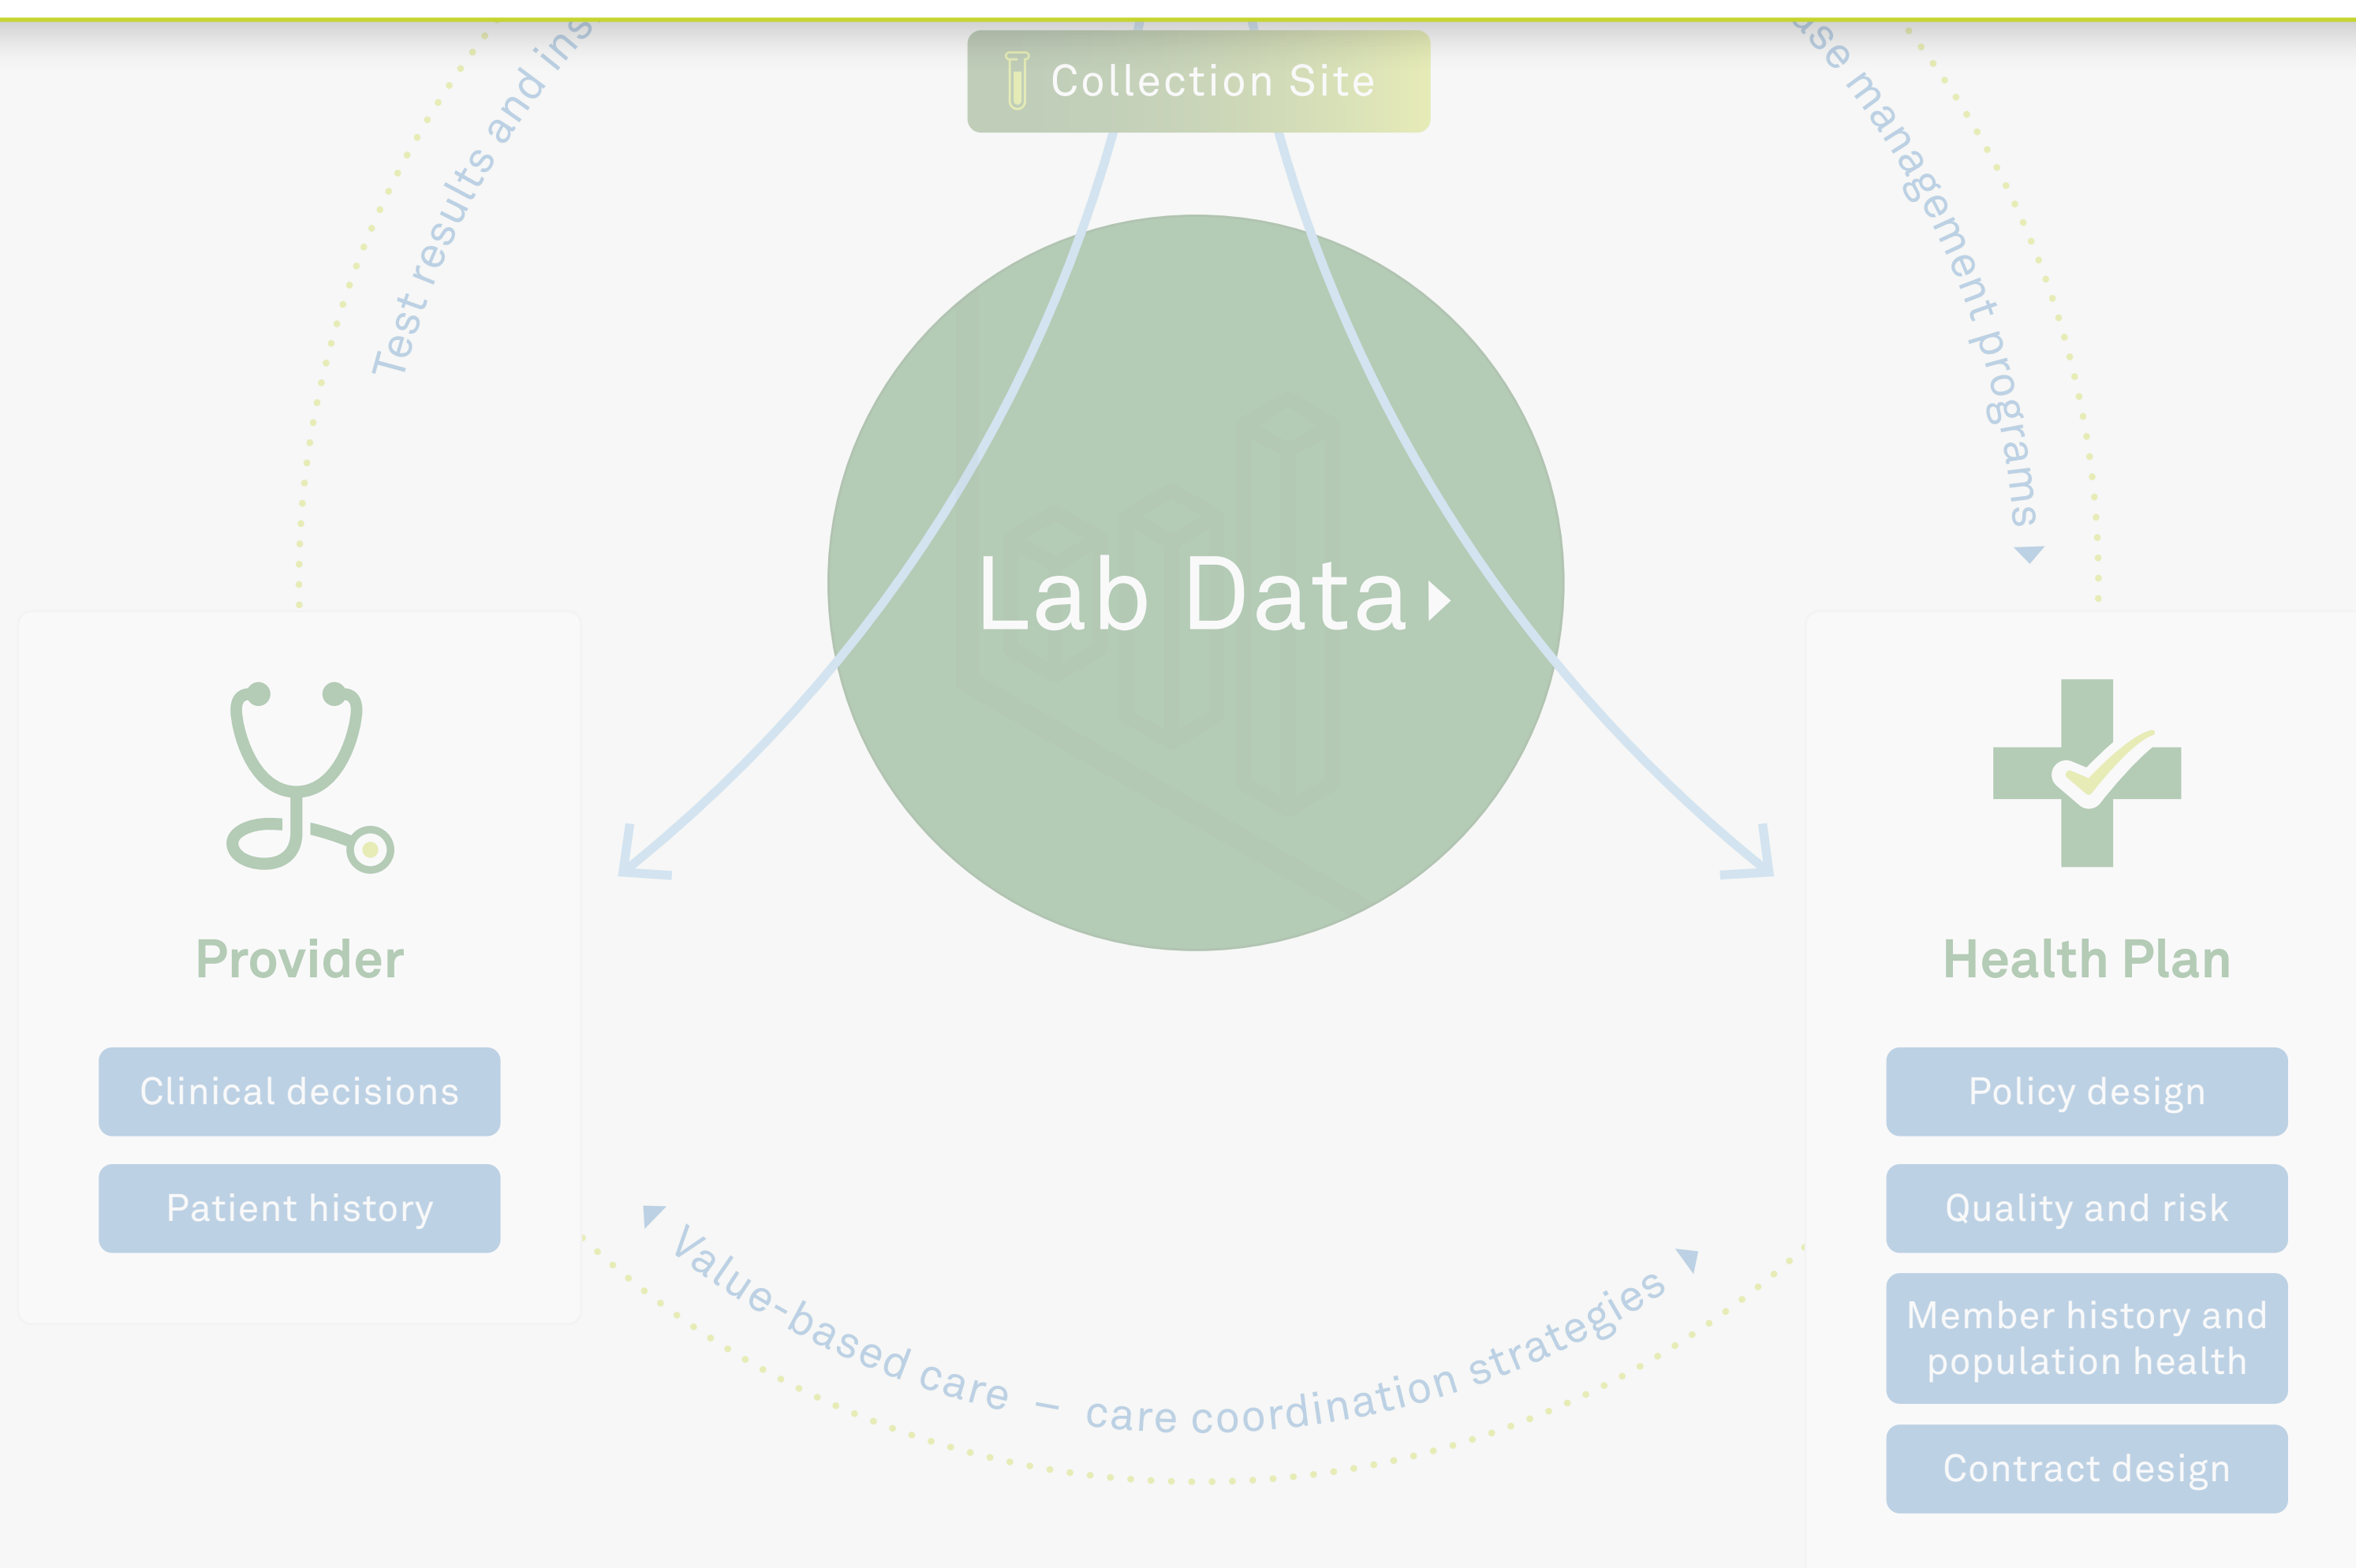 Collection Site
Test results and ins
use management programs
Lab Data
Provider
Clinical decisions
Patient history
Health Plan
Policy design
Quality and risk
Member history and
population health
Contract design
Value-based care – care coordination strategies